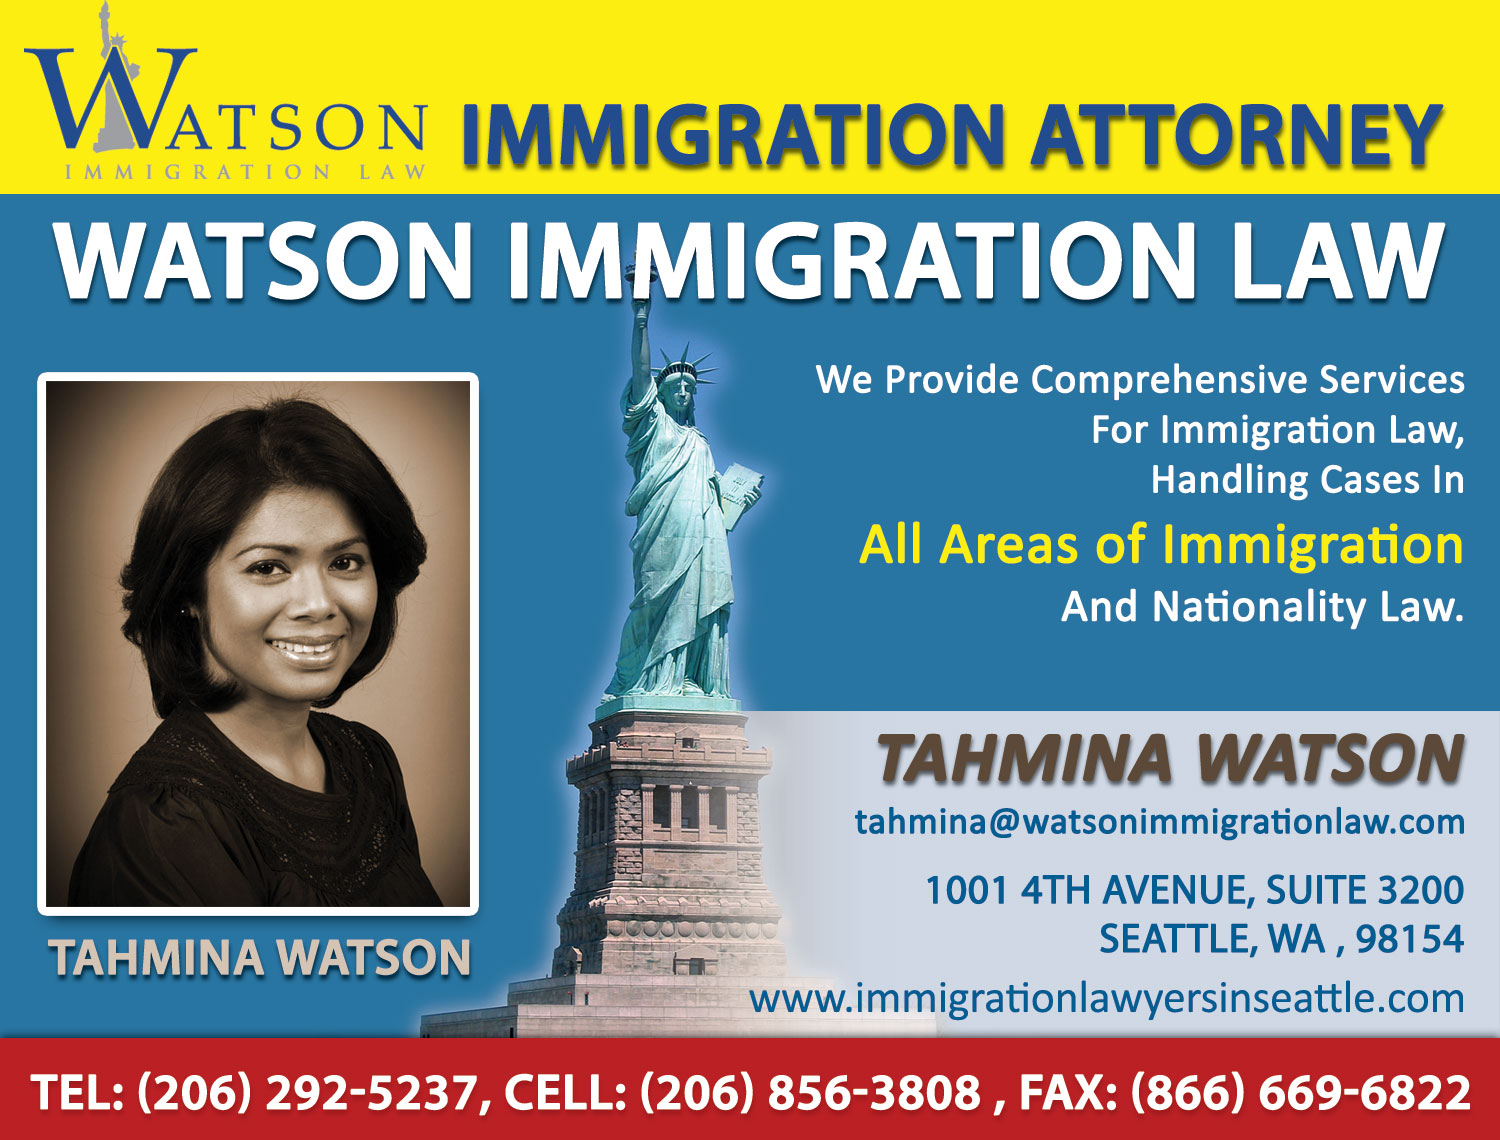 WATSON
IMMIGRATION LAW
IMMIGRATION ATTORNEY
WATSON IMMIGRATION LAW
We Provide Comprehensive Services
For Immigration Law,
Handling Cases In
All Areas of Immigration
And Nationality Law.
TAHMINA WATSON
TAHMINA WATSON
tahmina@watsonimmigrationlaw.com
1001 4TH AVENUE, SUITE 3200
SEATTLE, WA , 98154
www.immigrationlawyersinseattle.com
TEL: (206) 292-5237, CELL: (206) 856-3808 , FAX: (866) 669-6822